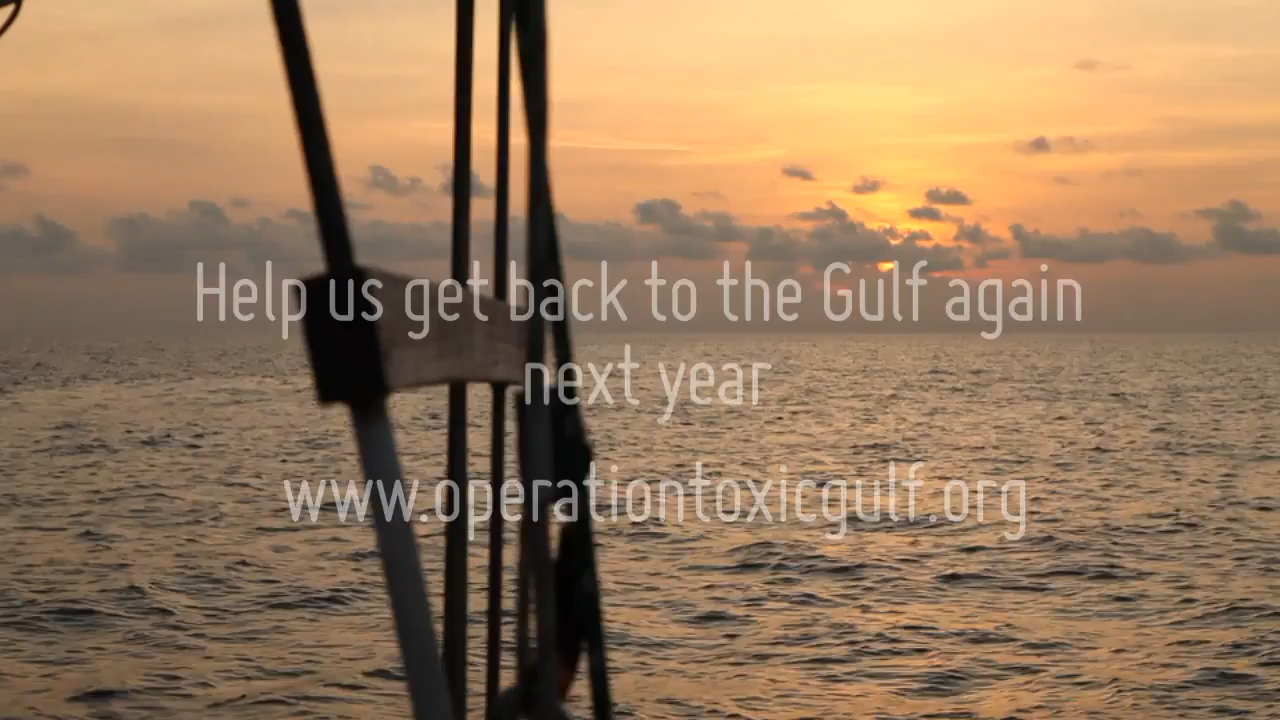 Help us get back to the Gulf again
next year
www.operationtoxicgulf.org